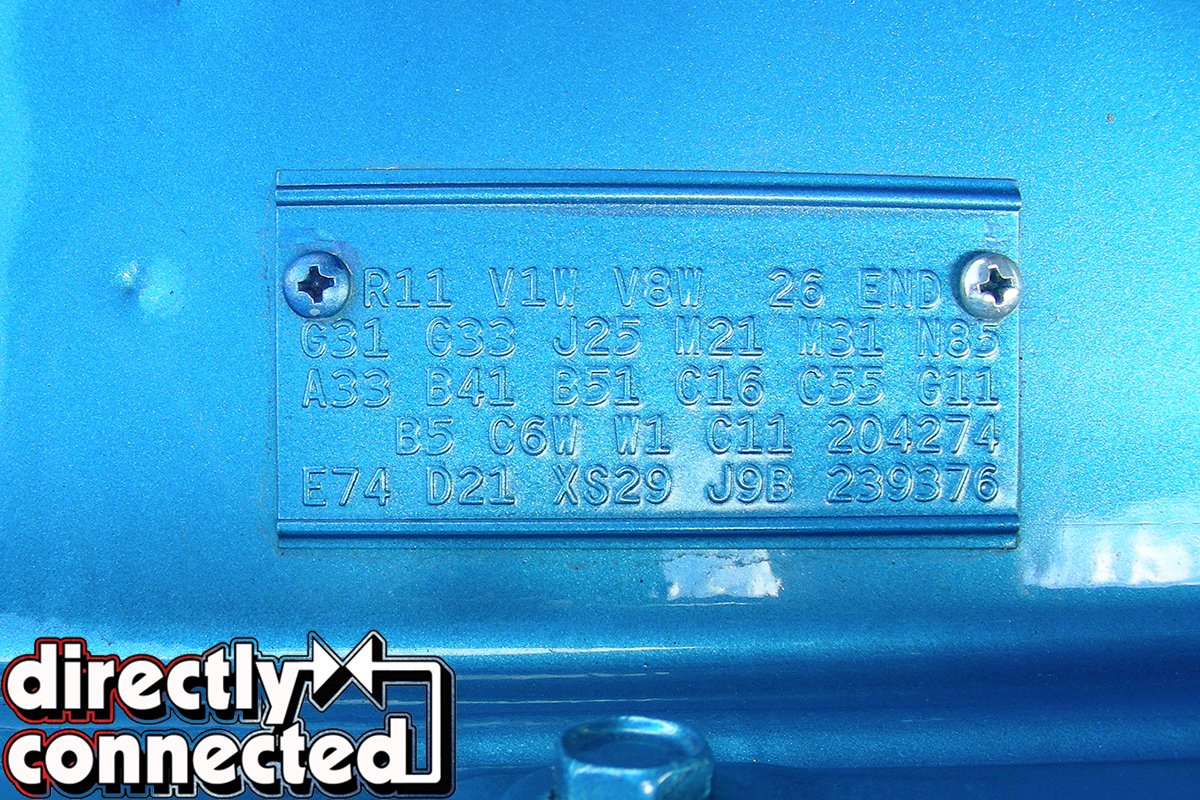 R11 V1W V8W 26 END
G31 G33 J25 M21 M31 N85
A33 B41 B51 C16 C55 G11
B5 C6W W1 C11 204274
E74 D21 XS29 J9B 239376
directly
connected